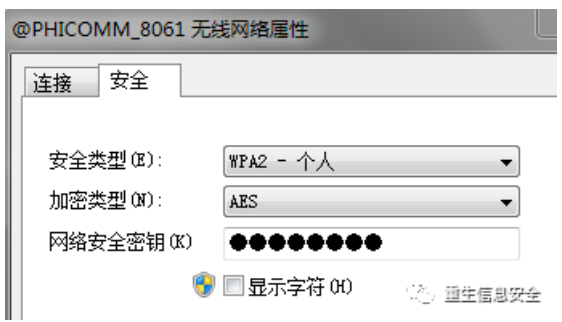 @PHICOMM_8061 无线网络属性
连接 安全
安全类型(E): WPA2 - 个人
加密类型(N): AES
网络安全密钥(K) ●●●●●●●●
显示字符(H)
重生信息安全